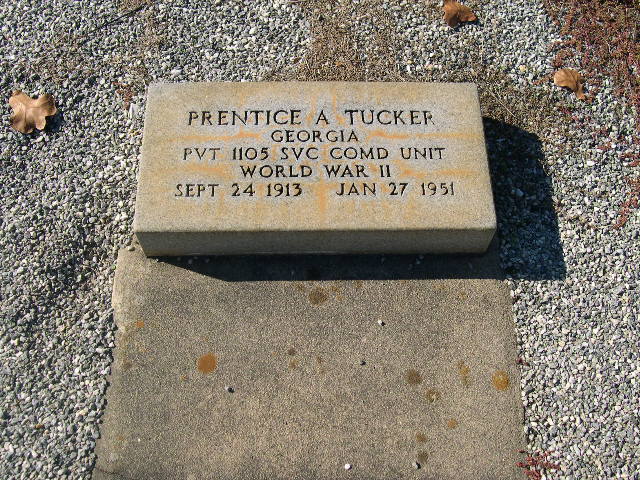 PRENTICE A TUCKER
GEORGIA
PVT 1105 SVC COMD UNIT
WORLD WAR II
SEPT 24 1913 JAN 27 1951